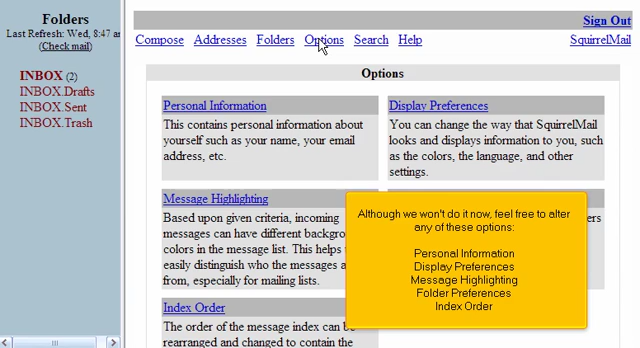 Folders
Last Refresh: Wed, 8:47 a
(Check mail)
INBOX (2)
INBOX.Drafts
INBOX.Sent
INBOX.Trash
Sign Out
Compose Addresses Folders Options Search Help SquirrelMail
Options
Personal Information
This contains personal information about
yourself such as your name, your email
address, etc.
Display Preferences
You can change the way that SquirrelMail
looks and displays information to you, such
as the colors, the language, and other
settings.
Message Highlighting
Based upon given criteria, incoming
messages can have different backgro
colors in the message list. This helps
easily distinguish who the messages a
from, especially for mailing lists.
ers
Although we won't do it now, feel free to alter
any of these options:
Personal Information
Display Preferences
Message Highlighting
Folder Preferences
Index Order
Index Order
The order of the message index can be
rearranged and changed to contain the